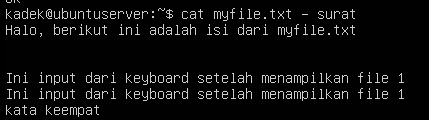 kadek@ubuntuserver:~$ cat myfile.txt - surat
Halo, berikut ini adalah isi dari myfile.txt
Ini input dari keyboard setelah menampilkan file 1
Ini input dari keyboard setelah menampilkan file 1
kata keempat